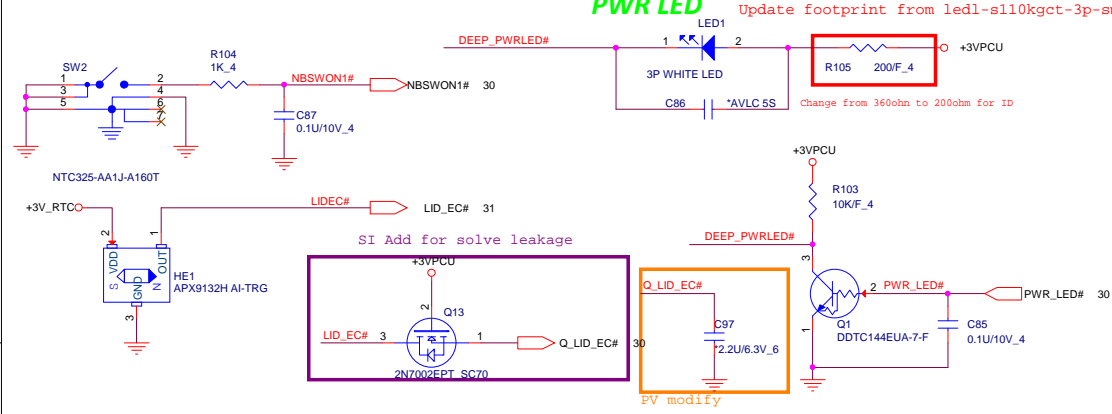 PWR LED
Update footprint from ledl-s110kgct-3p-s
LED1
DEEP_PWRLED#
1
2
+3VPCU
3P WHITE LED
R105
200/F_4
C86
*AVLC 5S
Change from 360ohn to 200ohm for ID
R104
1K_4
SW2
1
2
3
4
5
6
7
NBSWON1#
NBSWON1#
30
C87
0.1U/10V_4
NTC325-AA1J-A160T
+3V_RTC
LIDEC#
LID_EC#
31
2
1
VDD
OUT
S
N
GND
3
HE1
APX9132H AI-TRG
SI Add for solve leakage
+3VPCU
2
Q13
LID_EC#
3
1
Q_LID_EC#
30
2N7002EPT_SC70
Q_LID_EC#
C97
*2.2U/6.3V_6
PV modify
+3VPCU
R103
10K/F_4
DEEP_PWRLED#
3
2
PWR_LED#
PWR_LED#
30
1
Q1
DDTC144EUA-7-F
C85
0.1U/10V_4